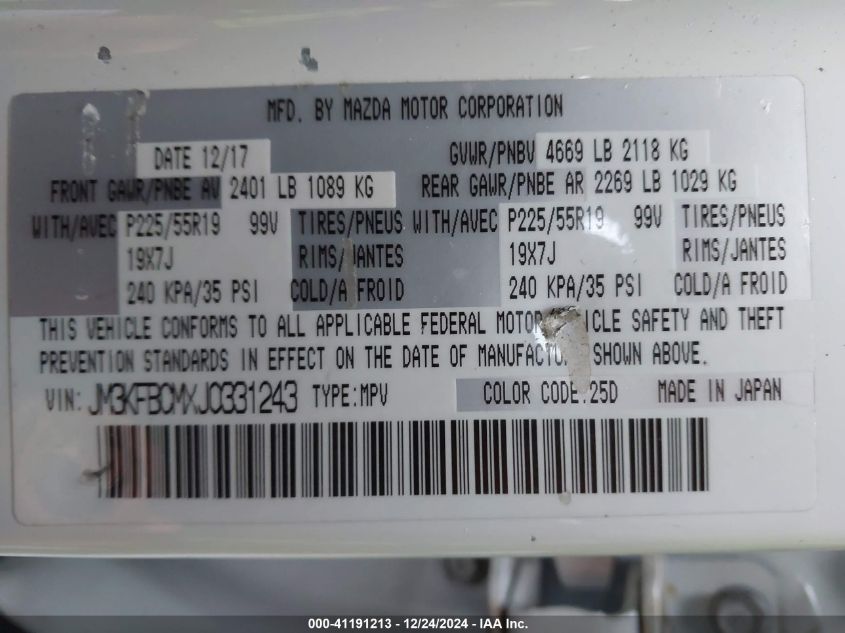 MFD. BY MAZDA MOTOR CORPORATION
DATE 12/17 GVWR/PNBV 4669 LB 2118 KG
FRONT GAWR/PNBE AV 2401 LB 1089 KG REAR GAWR/PNBE AR 2269 LB 1029 KG
WITH/AVEC P225/55R19 99V TIRES/PNEUS WITH/AVEC P225/55R19 99V TIRES/PNEUS
19X7J RIMS/JANTES 19X7J RIMS/JANTES
240 KPA/35 PSI COLD/A FROID 240 KPA/35 PSI COLD/A FROID
THIS VEHICLE CONFORMS TO ALL APPLICABLE FEDERAL MOTOR VEHICLE SAFETY AND THEFT
PREVENTION STANDARDS IN EFFECT ON THE DATE OF MANUFACTURE SHOWN ABOVE.
VIN: JM3KFBCMXJ0331243 TYPE:MPV COLOR CODE:25D MADE IN JAPAN
000-41191213 - 12/24/2024 - IAA Inc.